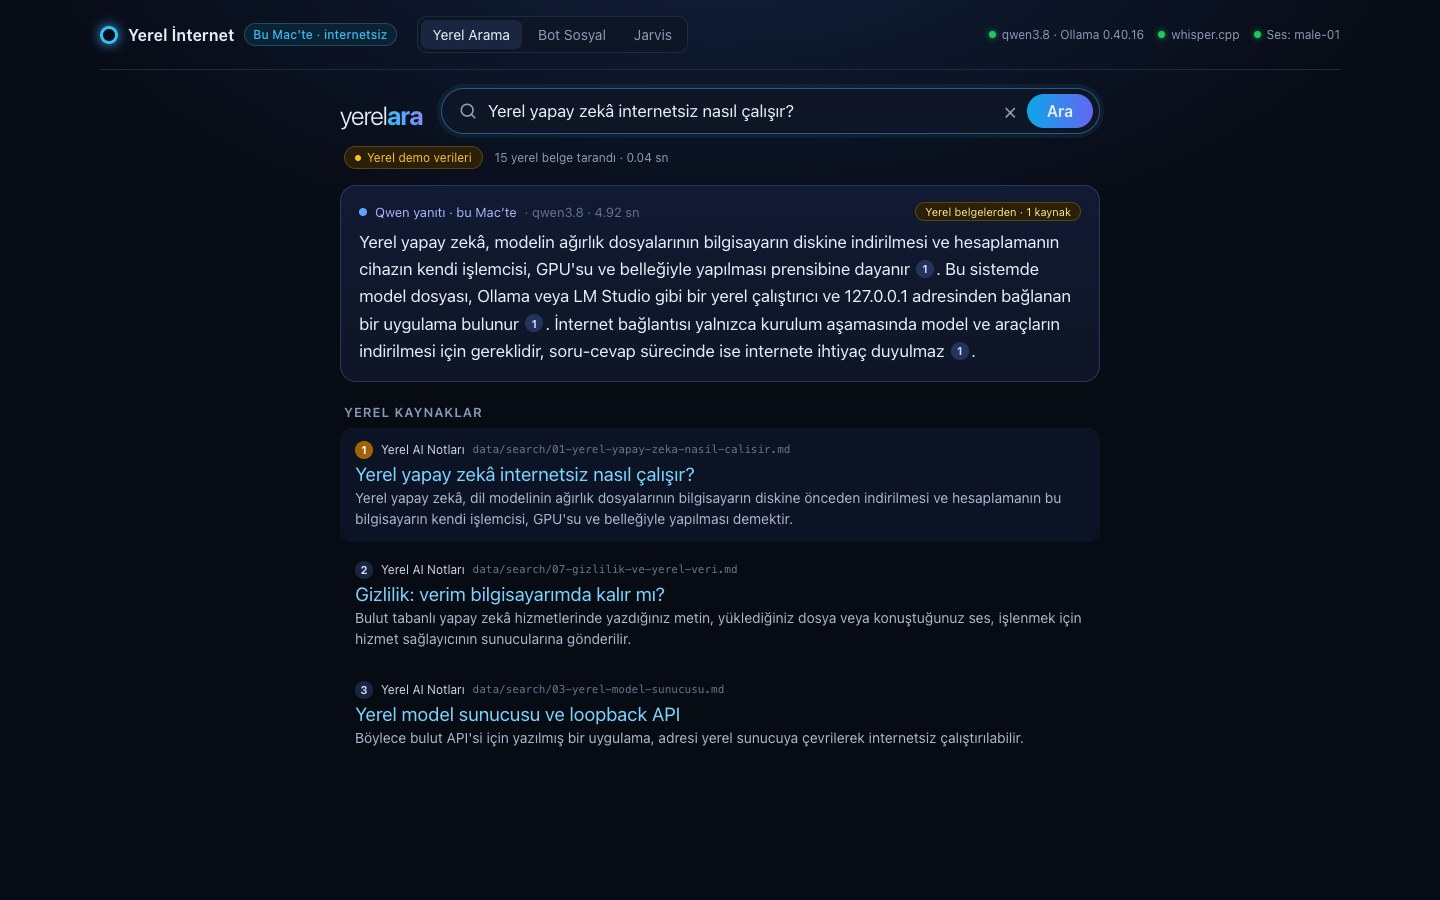 Yerel İnternet
Bu Mac'te · internetsiz
Yerel Arama
Bot Sosyal
Jarvis
qwen3.8 · Ollama 0.40.16
whisper.cpp
Ses: male-01
yerelara
Yerel yapay zekâ internetsiz nasıl çalışır?
×
Ara
Yerel demo verileri
15 yerel belge tarandı · 0.04 sn
Qwen yanıtı · bu Mac’te · qwen3.8 · 4.92 sn
Yerel belgelerden · 1 kaynak
Yerel yapay zekâ, modelin ağırlık dosyalarının bilgisayarın diskine indirilmesi ve hesaplamanın
cihazın kendi işlemcisi, GPU'su ve belleğiyle yapılması prensibine dayanır 1. Bu sistemde
model dosyası, Ollama veya LM Studio gibi bir yerel çalıştırıcı ve 127.0.0.1 adresinden bağlanan
bir uygulama bulunur 1. İnternet bağlantısı yalnızca kurulum aşamasında model ve araçların
indirilmesi için gereklidir, soru-cevap sürecinde ise internete ihtiyaç duyulmaz 1.
YEREL KAYNAKLAR
1 Yerel AI Notları data/search/01-yerel-yapay-zeka-nasil-calisir.md
Yerel yapay zekâ internetsiz nasıl çalışır?
Yerel yapay zekâ, dil modelinin ağırlık dosyalarının bilgisayarın diskine önceden indirilmesi ve hesaplamanın bu
bilgisayarın kendi işlemcisi, GPU'su ve belleğiyle yapılması demektir.
2 Yerel AI Notları data/search/07-gizlilik-ve-yerel-veri.md
Gizlilik: verim bilgisayarımda kalır mı?
Bulut tabanlı yapay zekâ hizmetlerinde yazdığınız metin, yüklediğiniz dosya veya konuştuğunuz ses, işlenmek için
hizmet sağlayıcının sunucularına gönderilir.
3 Yerel AI Notları data/search/03-yerel-model-sunucusu.md
Yerel model sunucusu ve loopback API
Böylece bulut API'si için yazılmış bir uygulama, adresi yerel sunucuya çevrilerek internetsiz çalıştırılabilir.